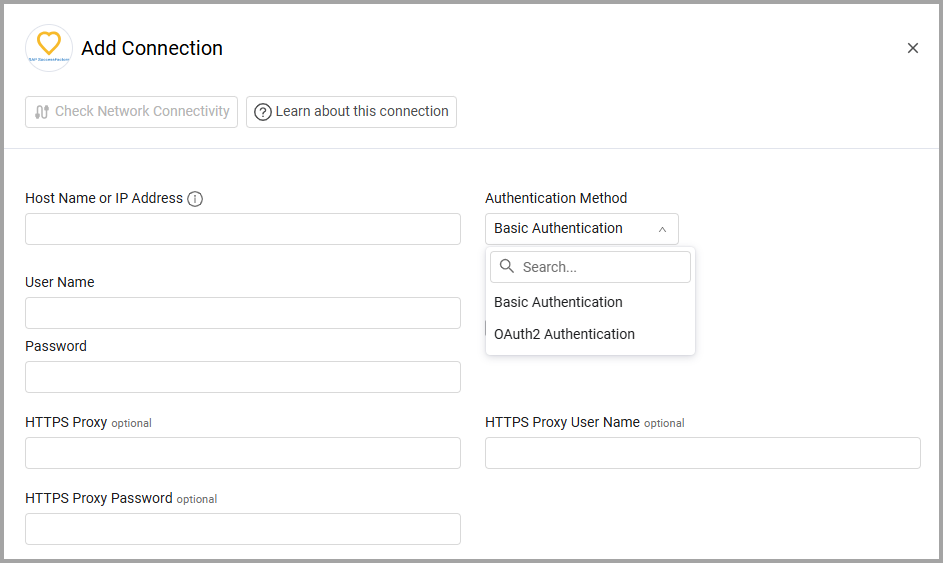 SAP SuccessFactors
Add Connection
Check Network Connectivity
Learn about this connection
Host Name or IP Address
Authentication Method
Basic Authentication
Search...
User Name
Basic Authentication
OAuth2 Authentication
Password
HTTPS Proxy optional
HTTPS Proxy User Name optional
HTTPS Proxy Password optional